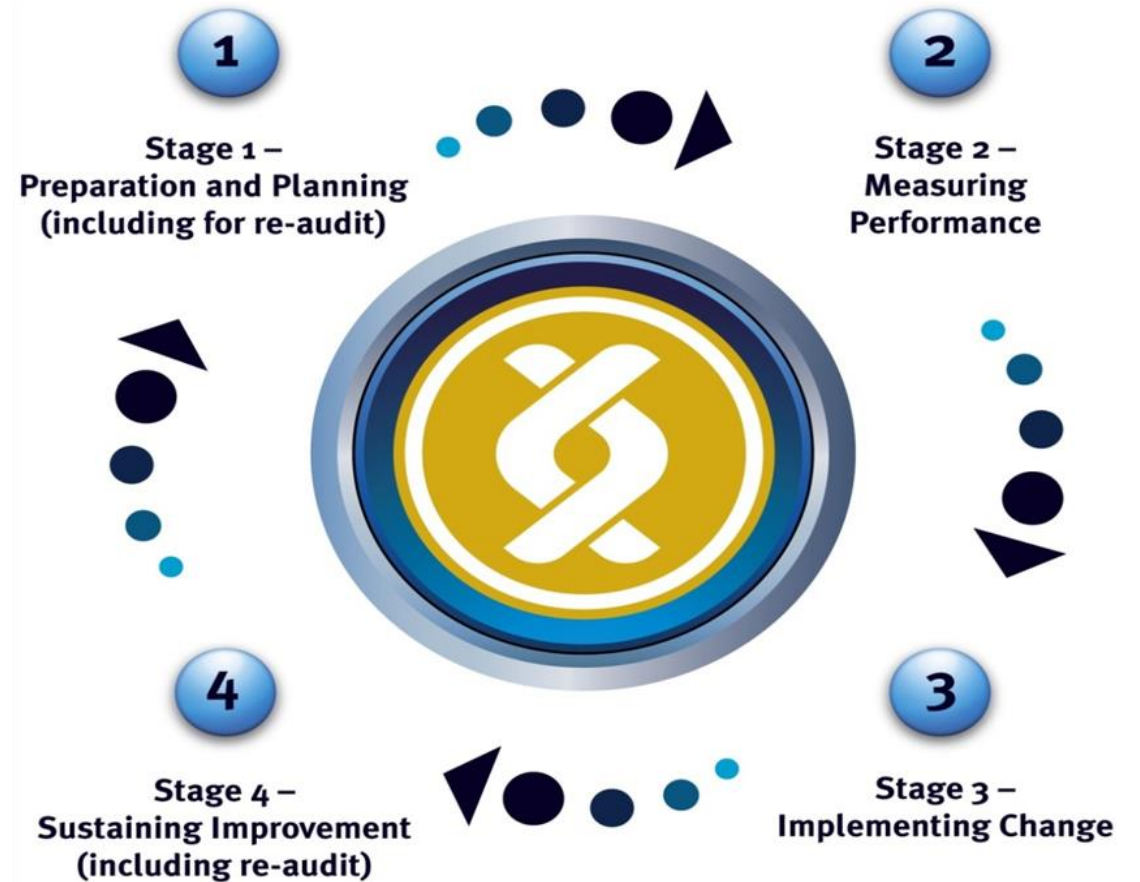 1
Stage 1 –
Preparation and Planning
(including for re-audit)
2
Stage 2 –
Measuring
Performance
3
Stage 3 –
Implementing Change
4
Stage 4 –
Sustaining Improvement
(including re-audit)